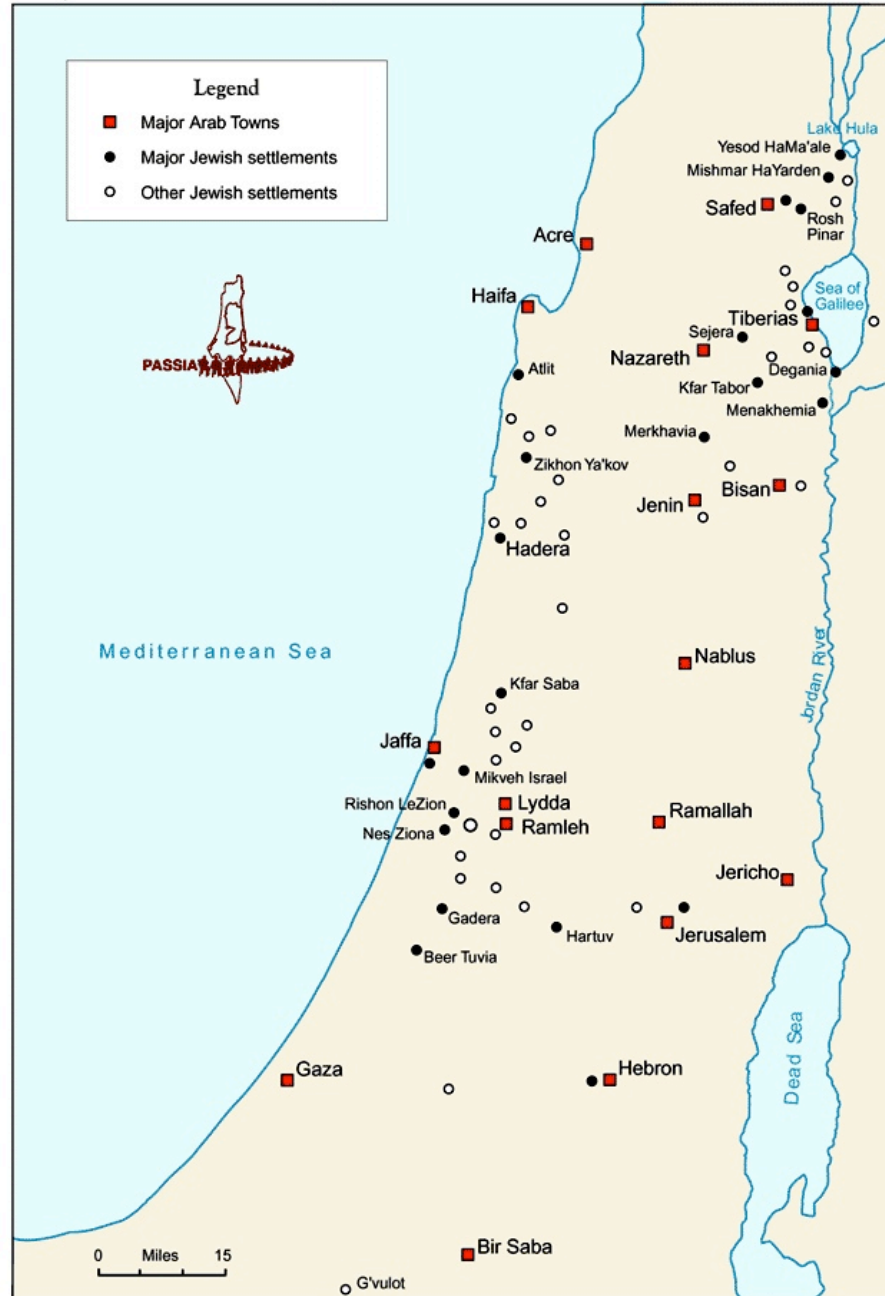 Legend
Major Arab Towns
Major Jewish settlements
Other Jewish settlements
PASSIA
Lake Hula
Yesod HaMa'ale
Mishmar HaYarden
Safed
Rosh
Pinar
Acre
Haifa
Sea of
Galilee
Tiberias
Sejera
Nazareth
Atlit
Degania
Kfar Tabor
Menakhemia
Merkhavia
Zikhon Ya'kov
Bisan
Jenin
Hadera
Mediterranean Sea
Nablus
Jordan River
Kfar Saba
Jaffa
Mikveh Israel
Rishon LeZion
Lydda
Nes Ziona
Ramleh
Ramallah
Jericho
Gadera
Hartuv
Jerusalem
Beer Tuvia
Dead Sea
Gaza
Hebron
Bir Saba
0 Miles 15
G'vulot